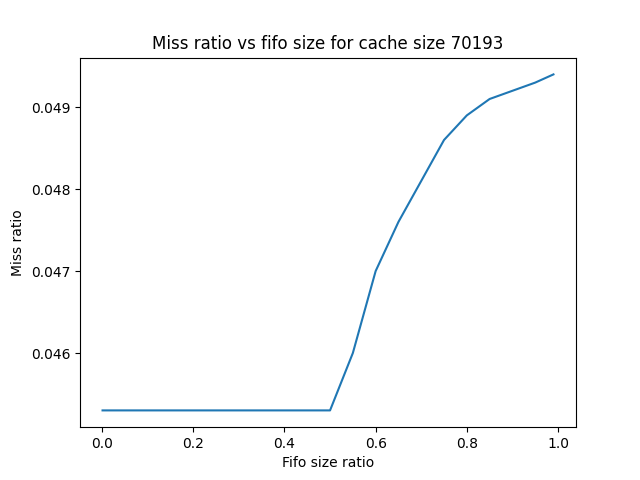 Miss ratio vs fifo size for cache size 70193
0.049
0.048
0.047
0.046
Miss ratio
0.0 0.2 0.4 0.6 0.8 1.0
Fifo size ratio